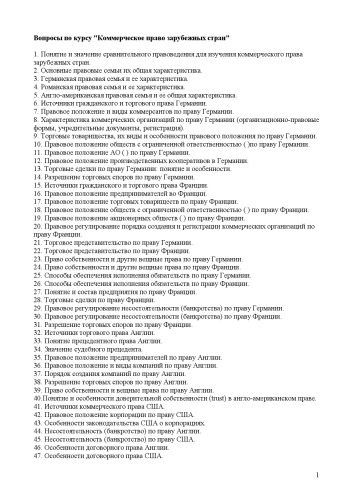 Вопросы по курсу "Коммерческое право зарубежных стран"
1. Понятие и значение сравнительного правоведения для изучения коммерческого права
зарубежных стран.
2. Основные правовые семьи их общая характеристика.
3. Германская правовая семья и ее характеристика.
4. Романская правовая семья и ее характеристика.
5. Англо-американская правовая семья и ее общая характеристика.
6. Источники гражданского и торгового права Германии.
7. Правовое положение и виды коммерсантов по праву Германии.
8. Характеристика коммерческих организаций по праву Германии (организационно-правовые
формы, учредительные документы, регистрация).
9. Торговые товарищества, их виды и особенности правового положения по праву Германии.
10. Правовое положение обществ с ограниченной ответственностью ( )по праву Германии.
11. Правовое положение АО ( ) по праву Германии.
12. Правовое положение производственных кооперативов в Германии.
13. Торговые сделки по праву Германии: понятие и особенности.
14. Разрешение торговых споров по праву Германии.
15. Источники гражданского и торгового права Франции.
16. Правовое положение предпринимателей во Франции.
17. Правовое положение торговых товариществ по праву Франции.
18. Правовое положение обществ с ограниченной ответственностью ( ) по праву Франции.
19. Правовое положение акционерных обществ ( ) по праву Франции.
20. Правовое регулирование порядка создания и регистрации коммерческих организаций по
праву Франции.
21. Торговое представительство по праву Германии.
22. Торговое представительство по праву Франции.
23. Право собственности и другие вещные права по праву Германии.
24. Право собственности и другие вещные права по праву Франции.
25. Способы обеспечения исполнения обязательств по праву Германии.
26. Способы обеспечения исполнения обязательств по праву Франции.
27. Понятие и состав предприятия по праву Франции.
28. Торговые сделки по праву Франции.
29. Правовое регулирование несостоятельности (банкротства) по праву Германии.
30. Правовое регулирование несостоятельности (банкротства) по праву Франции.
31. Разрешение торговых споров по праву Франции.
32. Источники торгового права Англии.
33. Понятие прецедентного права Англии.
34. Значение судебного прецедента.
35. Правовое положение предпринимателей по праву Англии.
36. Правовое положение и виды компаний по праву Англии.
37. Порядок создания компаний по праву Англии.
38. Разрешение торговых споров по праву Англии.
39. Право собственности и вещные права по праву Англии.
40.Понятие и особенности доверительной собственности (trust) в англо-американском праве.
41. Источники коммерческого права США.
42. Правовое положение корпорации по праву США.
43. Особенности законодательства США о корпорациях.
44. Несостоятельность (банкротство) по праву США.
45. Несостоятельность (банкротство) по праву Англии.
46. Особенности договорного права Англии.
47. Особенности договорного права США.
1